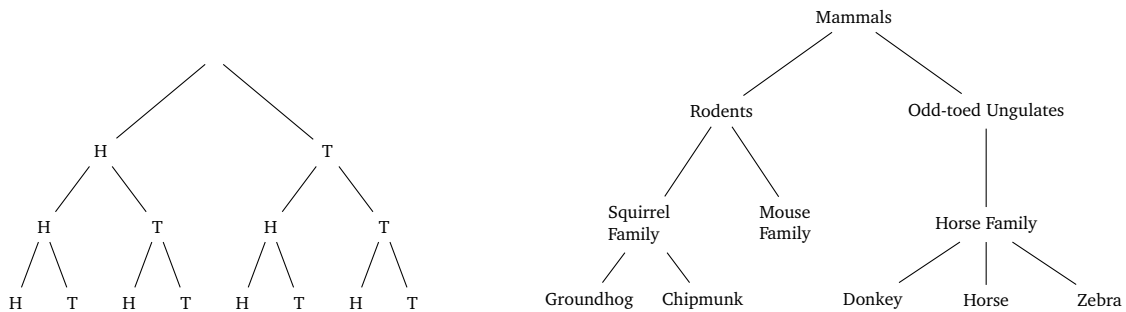 H T
H T H T
H T H T H T H T
Mammals
Rodents Odd-toed Ungulates
Squirrel
Family
Mouse
Family
Horse Family
Groundhog Chipmunk Donkey Horse Zebra